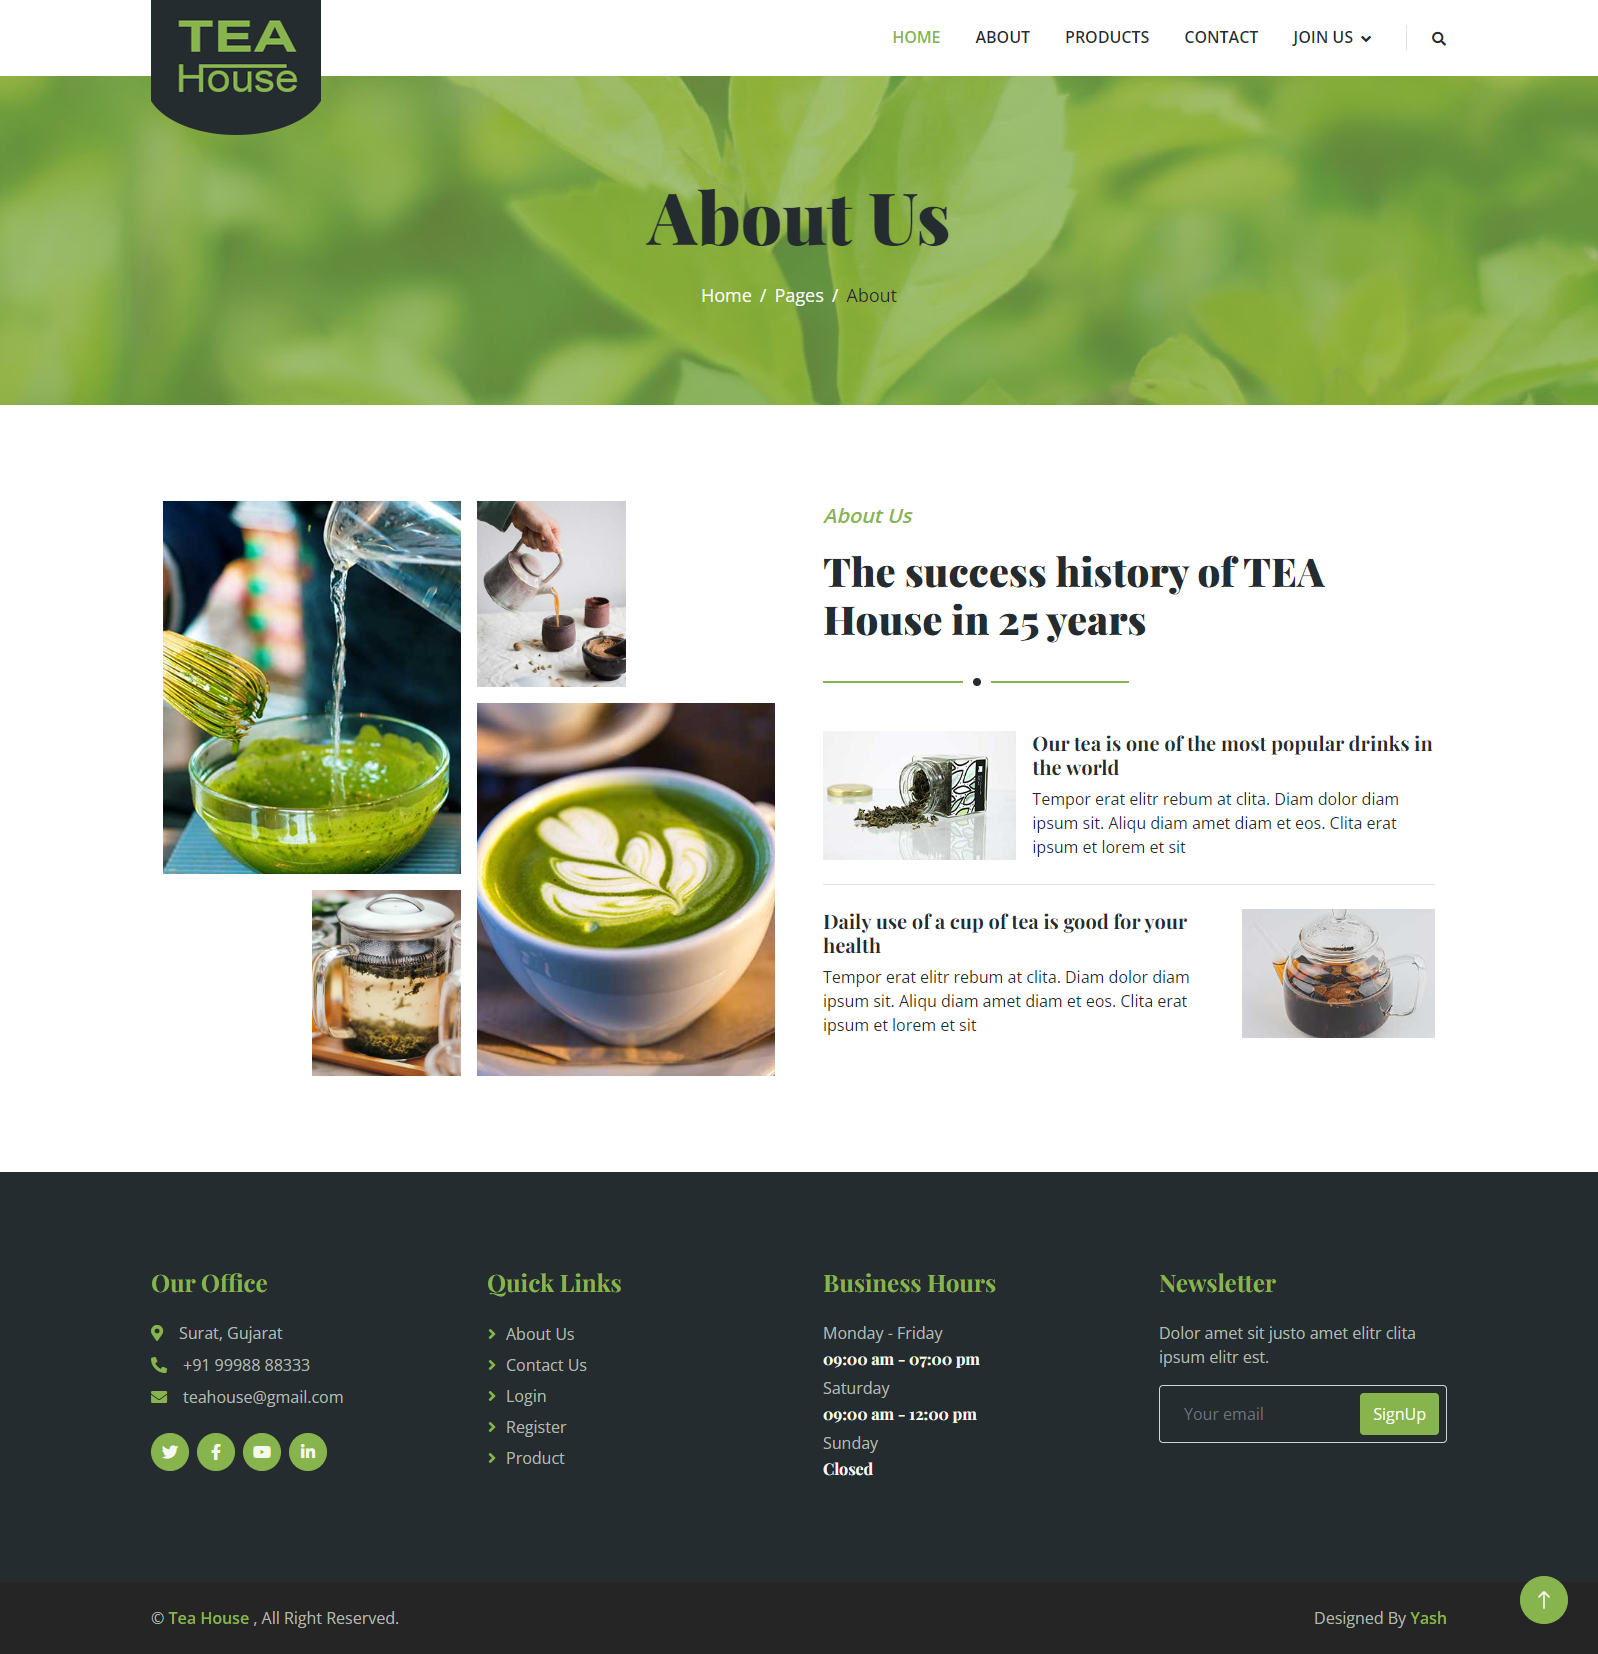 TEA
House
HOME
ABOUT
PRODUCTS
CONTACT
JOIN US
About Us
Home / Pages / About
About Us
The success history of TEA
House in 25 years
Our tea is one of the most popular drinks in
the world
Tempor erat elitr rebum at clita. Diam dolor diam
ipsum sit. Aliqu diam amet diam et eos. Clita erat
ipsum et lorem et sit
Daily use of a cup of tea is good for your
health
Tempor erat elitr rebum at clita. Diam dolor diam
ipsum sit. Aliqu diam amet diam et eos. Clita erat
ipsum et lorem et sit
Our Office
Surat, Gujarat
+91 99988 88333
teahouse@gmail.com
Quick Links
About Us
Contact Us
Login
Register
Product
Business Hours
Monday - Friday
09:00 am - 07:00 pm
Saturday
09:00 am - 12:00 pm
Sunday
Closed
Newsletter
Dolor amet sit justo amet elitr clita
ipsum elitr est.
Your email
SignUp
© Tea House , All Right Reserved.
Designed By Yash